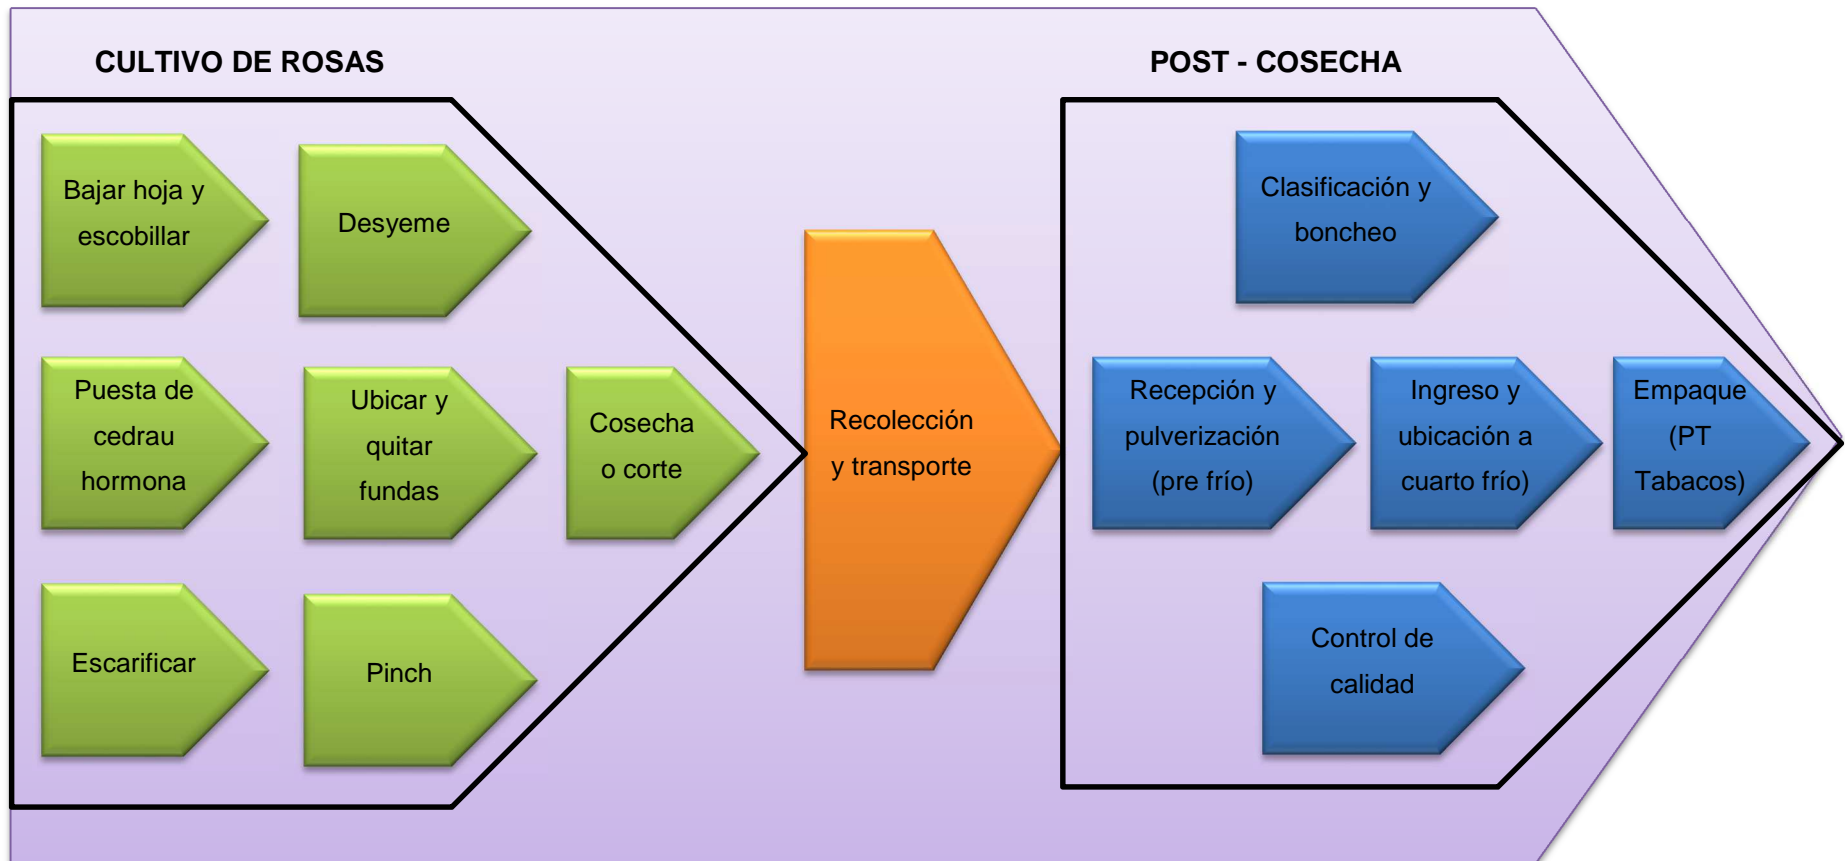 CULTIVO DE ROSAS
Bajar hoja y
escobillar
Desyeme
Puesta de
cedrau
hormona
Ubicar y
quitar
fundas
Cosecha
o corte
Escarificar
Pinch
Recolección
y transporte
POST - COSECHA
Clasificación y
boncheo
Recepción y
pulverización
(pre frío)
Ingreso y
ubicación a
cuarto frío)
Empaque
(PT
Tabacos)
Control de
calidad